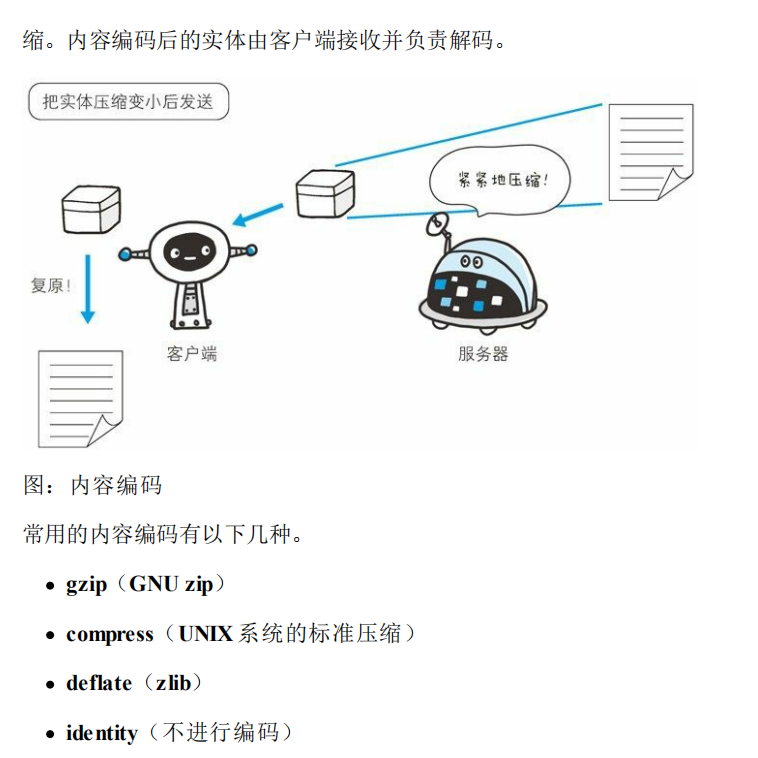 缩。内容编码后的实体由客户端接收并负责解码。
把实体压缩变小后发送
紧紧地压缩！
复原！
客户端
服务器
图：内容编码
常用的内容编码有以下几种。
• gzip（GNU zip）
• compress（UNIX 系统的标准压缩）
• deflate（zlib）
• identity（不进行编码）